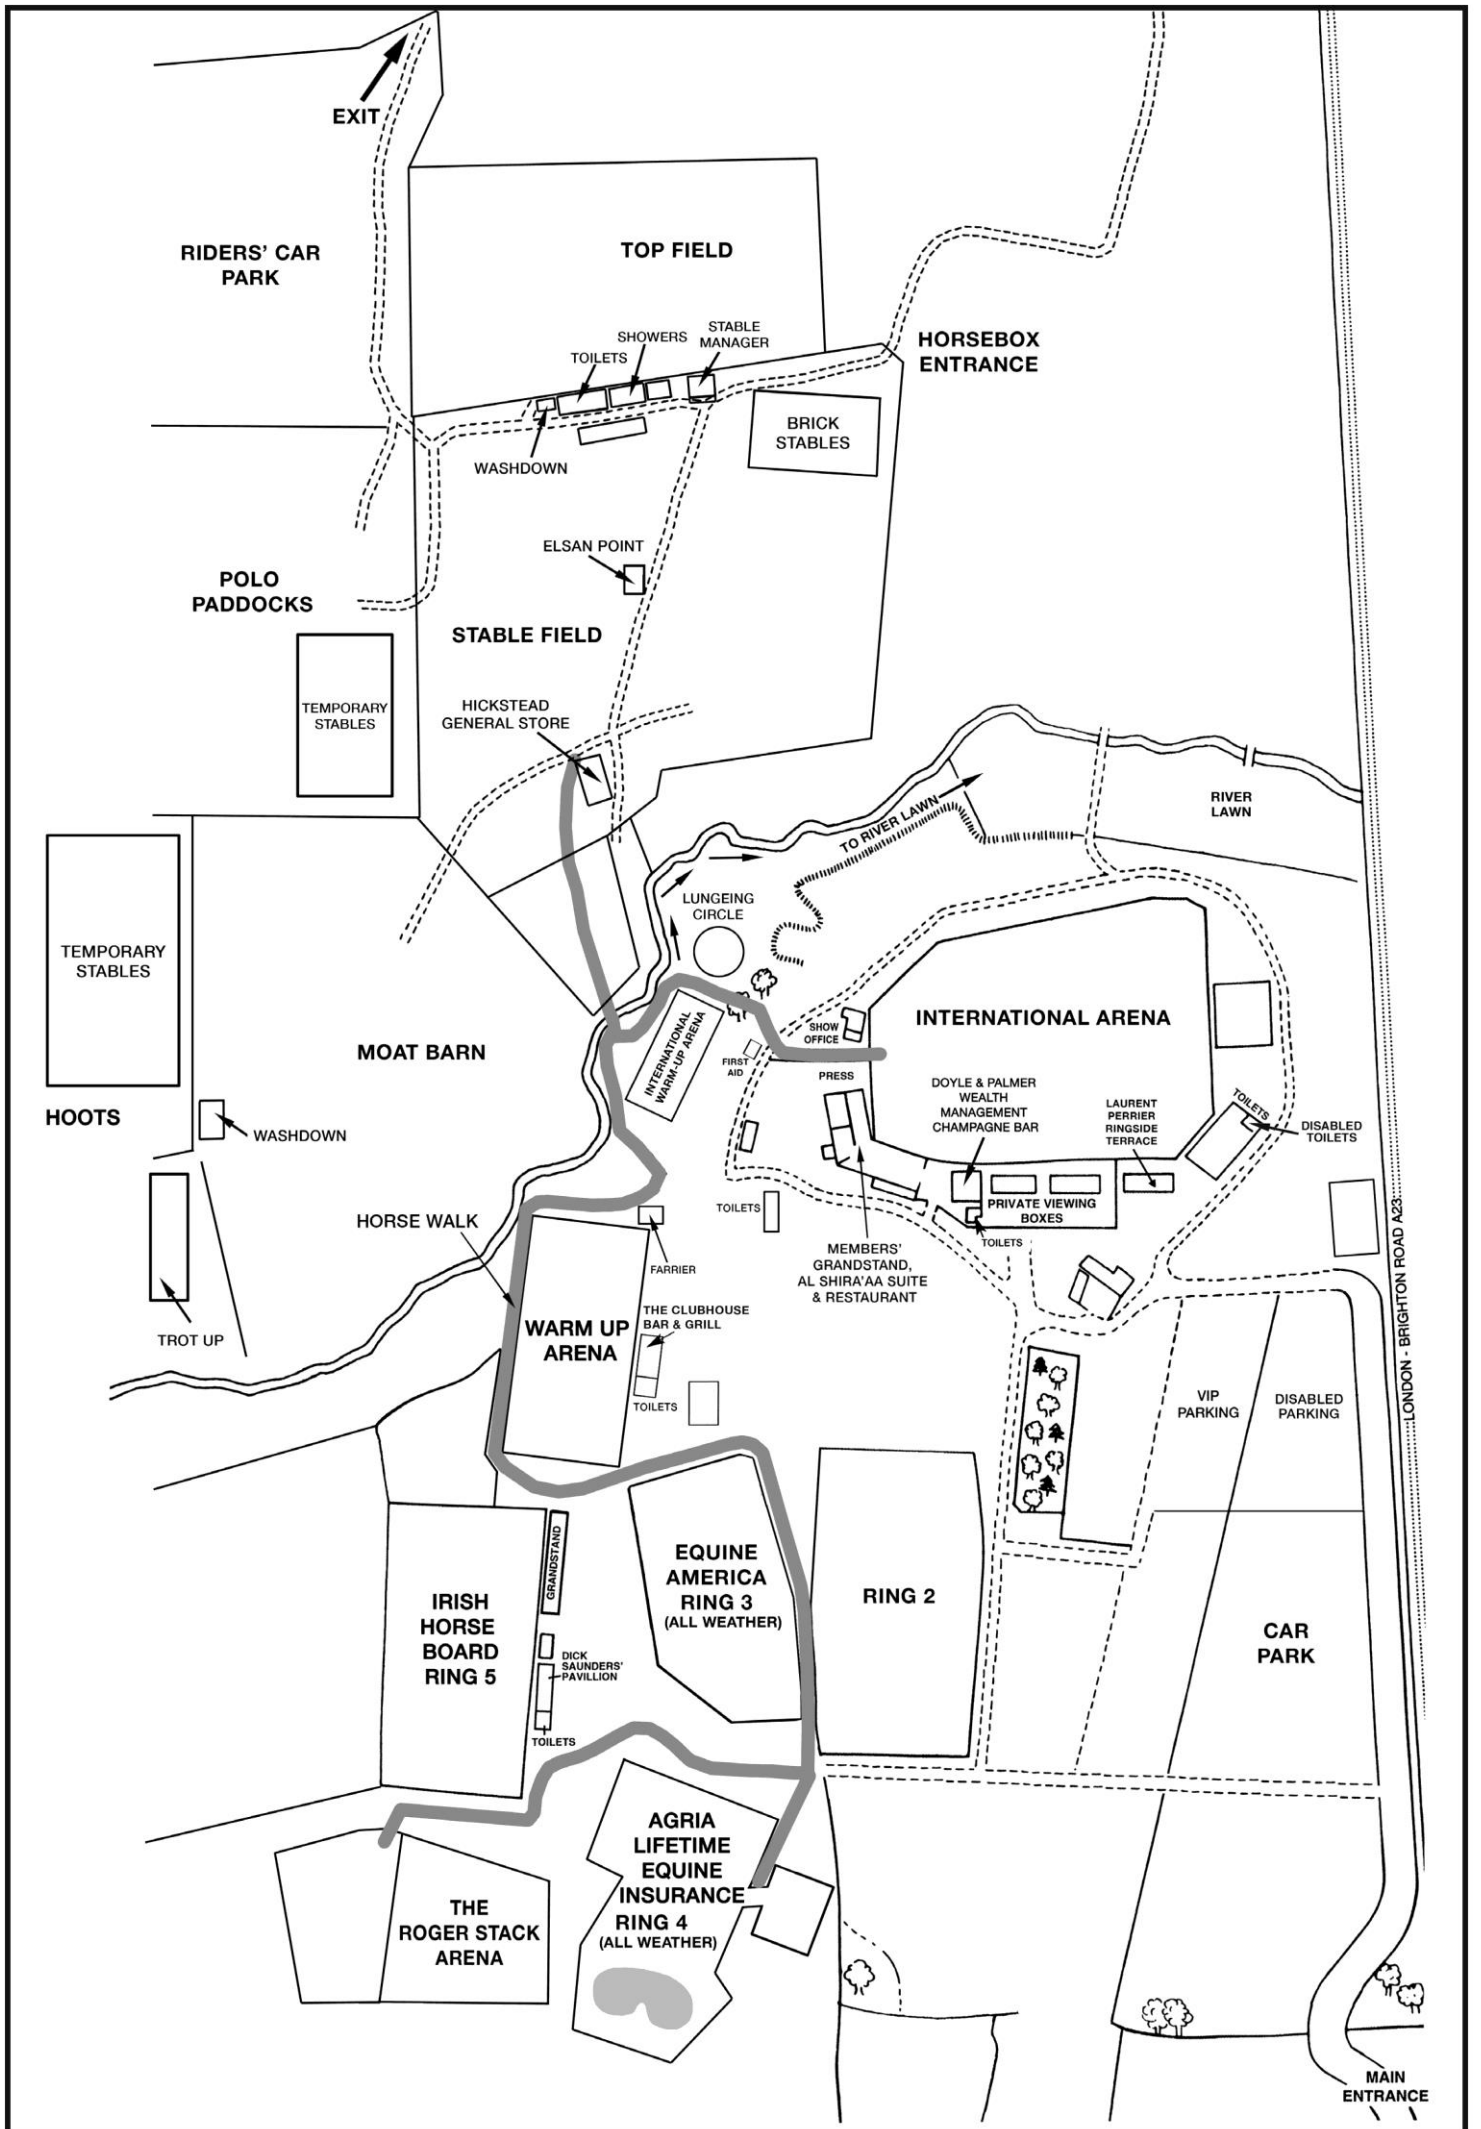 EXIT
RIDERS' CAR
PARK
TOP FIELD
STABLE
MANAGER
SHOWERS
TOILETS
HORSEBOX
ENTRANCE
BRICK
STABLES
WASHDOWN
ELSAN POINT
POLO
PADDOCKS
STABLE FIELD
TEMPORARY
STABLES
HICKSTEAD
GENERAL STORE
RIVER
LAWN
TO RIVER LAWN
LUNGEING
CIRCLE
TEMPORARY
STABLES
INTERNATIONAL ARENA
SHOW
OFFICE
INTERNATIONAL
WARM-UP ARENA
MOAT BARN
FIRST
AID
PRESS
DOYLE & PALMER
WEALTH
MANAGEMENT
CHAMPAGNE BAR
LAURENT
PERRIER
RINGSIDE
TERRACE
TOILETS
DISABLED
TOILETS
HOOTS
WASHDOWN
PRIVATE VIEWING
BOXES
TOILETS
TOILETS
HORSE WALK
FARRIER
MEMBERS'
GRANDSTAND,
AL SHIRA'AA SUITE
& RESTAURANT
LONDON - BRIGHTON ROAD A23
TROT UP
THE CLUBHOUSE
BAR & GRILL
WARM UP
ARENA
TOILETS
VIP
PARKING
DISABLED
PARKING
GRANDSTAND
EQUINE
AMERICA
RING 3
(ALL WEATHER)
RING 2
IRISH
HORSE
BOARD
RING 5
CAR
PARK
DICK
SAUNDERS'
PAVILLION
TOILETS
AGRIA
LIFETIME
EQUINE
INSURANCE
RING 4
(ALL WEATHER)
THE
ROGER STACK
ARENA
MAIN
ENTRANCE